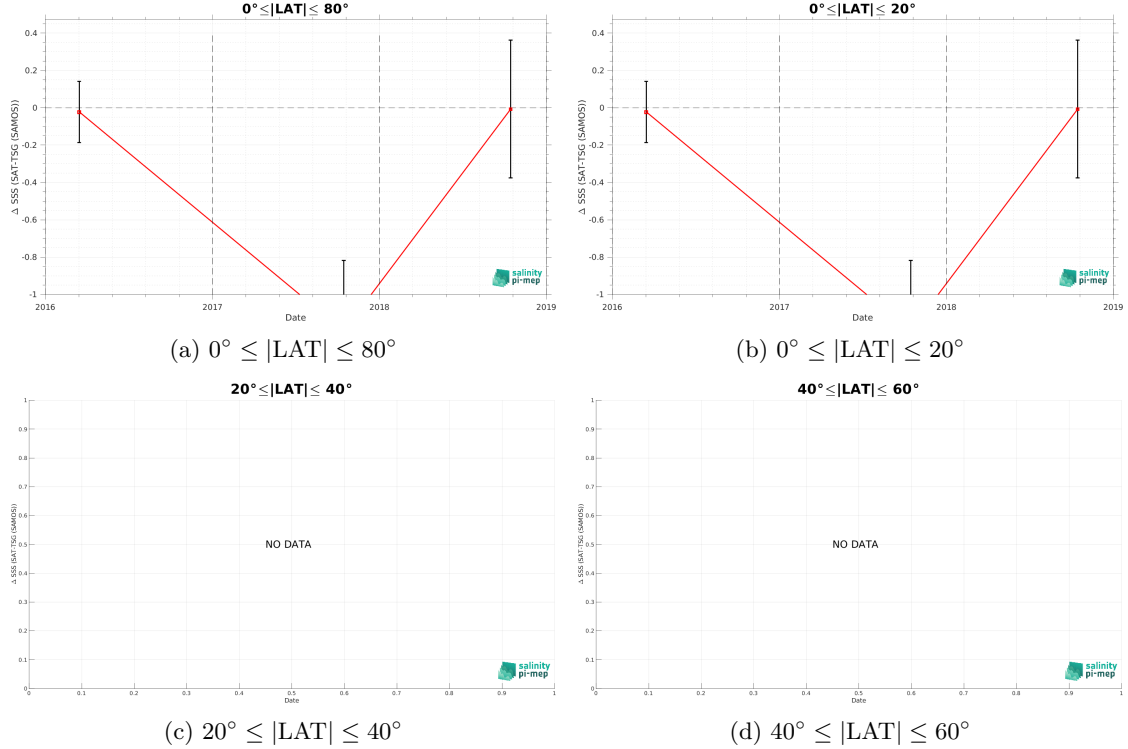 0°≤|LAT|≤ 80°
Δ SSS (SAT-TSG (SAMOS))
0.4
0.2
0
-0.2
-0.4
-0.6
-0.8
-1
2016
2017
2018
2019
Date
salinity
pi-mep
(a) 0° ≤ |LAT| ≤ 80°
0°≤|LAT|≤ 20°
Δ SSS (SAT-TSG (SAMOS))
0.4
0.2
0
-0.2
-0.4
-0.6
-0.8
-1
2016
2017
2018
2019
Date
salinity
pi-mep
(b) 0° ≤ |LAT| ≤ 20°
20°≤|LAT|≤ 40°
Δ SSS (SAT-TSG (SAMOS))
1
0.9
0.8
0.7
0.6
0.5
0.4
0.3
0.2
0.1
0
NO DATA
0
0.1
0.2
0.3
0.4
0.5
0.6
0.7
0.8
0.9
1
Date
salinity
pi-mep
(c) 20° ≤ |LAT| ≤ 40°
40°≤|LAT|≤ 60°
Δ SSS (SAT-TSG (SAMOS))
1
0.9
0.8
0.7
0.6
0.5
0.4
0.3
0.2
0.1
0
NO DATA
0
0.1
0.2
0.3
0.4
0.5
0.6
0.7
0.8
0.9
1
Date
salinity
pi-mep
(d) 40° ≤ |LAT| ≤ 60°